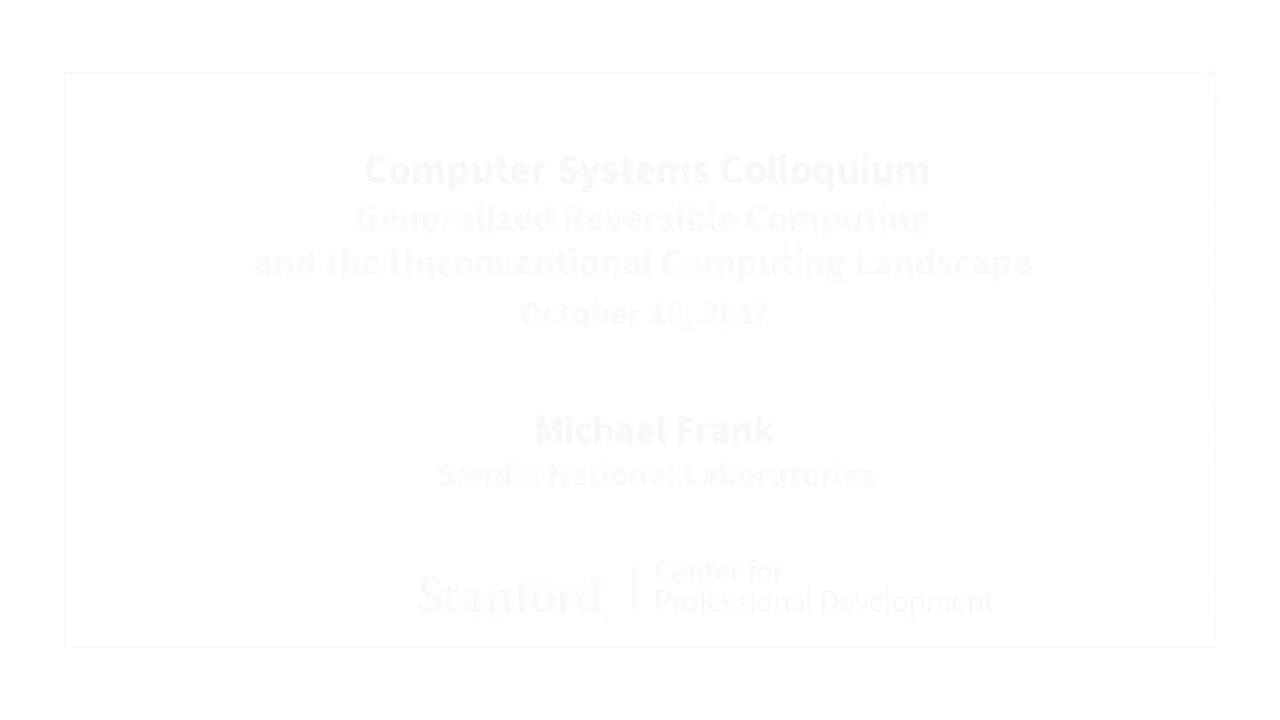 Computer Systems Colloquium
Generalized Reversible Computing
and the Unconventional Computing Landscape
October 18, 2017
Michael Frank
Sandia National Laboratories
Stanford
Center for
Professional Development